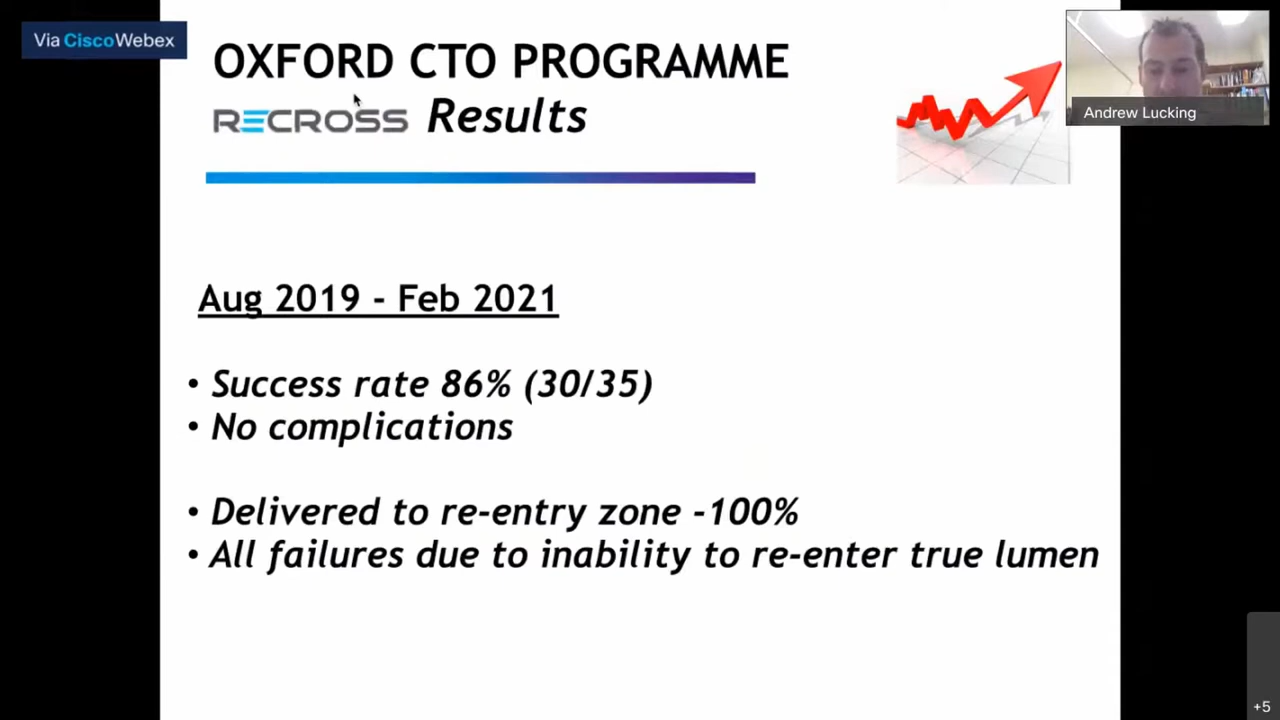 Via CiscoWebex
OXFORD CTO PROGRAMME
RECROSS Results
Andrew Lucking
Aug 2019 - Feb 2021
• Success rate 86% (30/35)
• No complications
• Delivered to re-entry zone -100%
• All failures due to inability to re-enter true lumen
+5